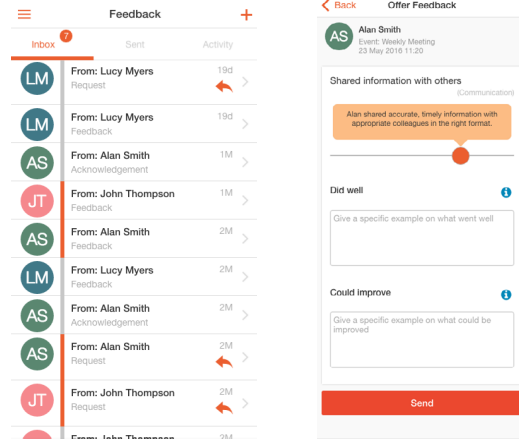 Feedback
Inbox
7
Sent
Activity
LM
From: Lucy Myers
19d
Request
LM
From: Lucy Myers
19d
Feedback
AS
From: Alan Smith
1M
Acknowledgement
JT
From: John Thompson
1M
Feedback
AS
From: Alan Smith
2M
Feedback
LM
From: Lucy Myers
2M
Feedback
AS
From: Alan Smith
2M
Acknowledgement
AS
From: Alan Smith
2M
Request
JT
From: John Thompson
2M
Request
From: John Thompson
2M
Back
Offer Feedback
AS
Alan Smith
Event: Weekly Meeting
23 May 2016 11:20
Shared information with others
(Communication)
Alan shared accurate, timely information with
appropriate colleagues in the right format.
Did well
Give a specific example on what went well
Could improve
Give a specific example on what could be
improved
Send